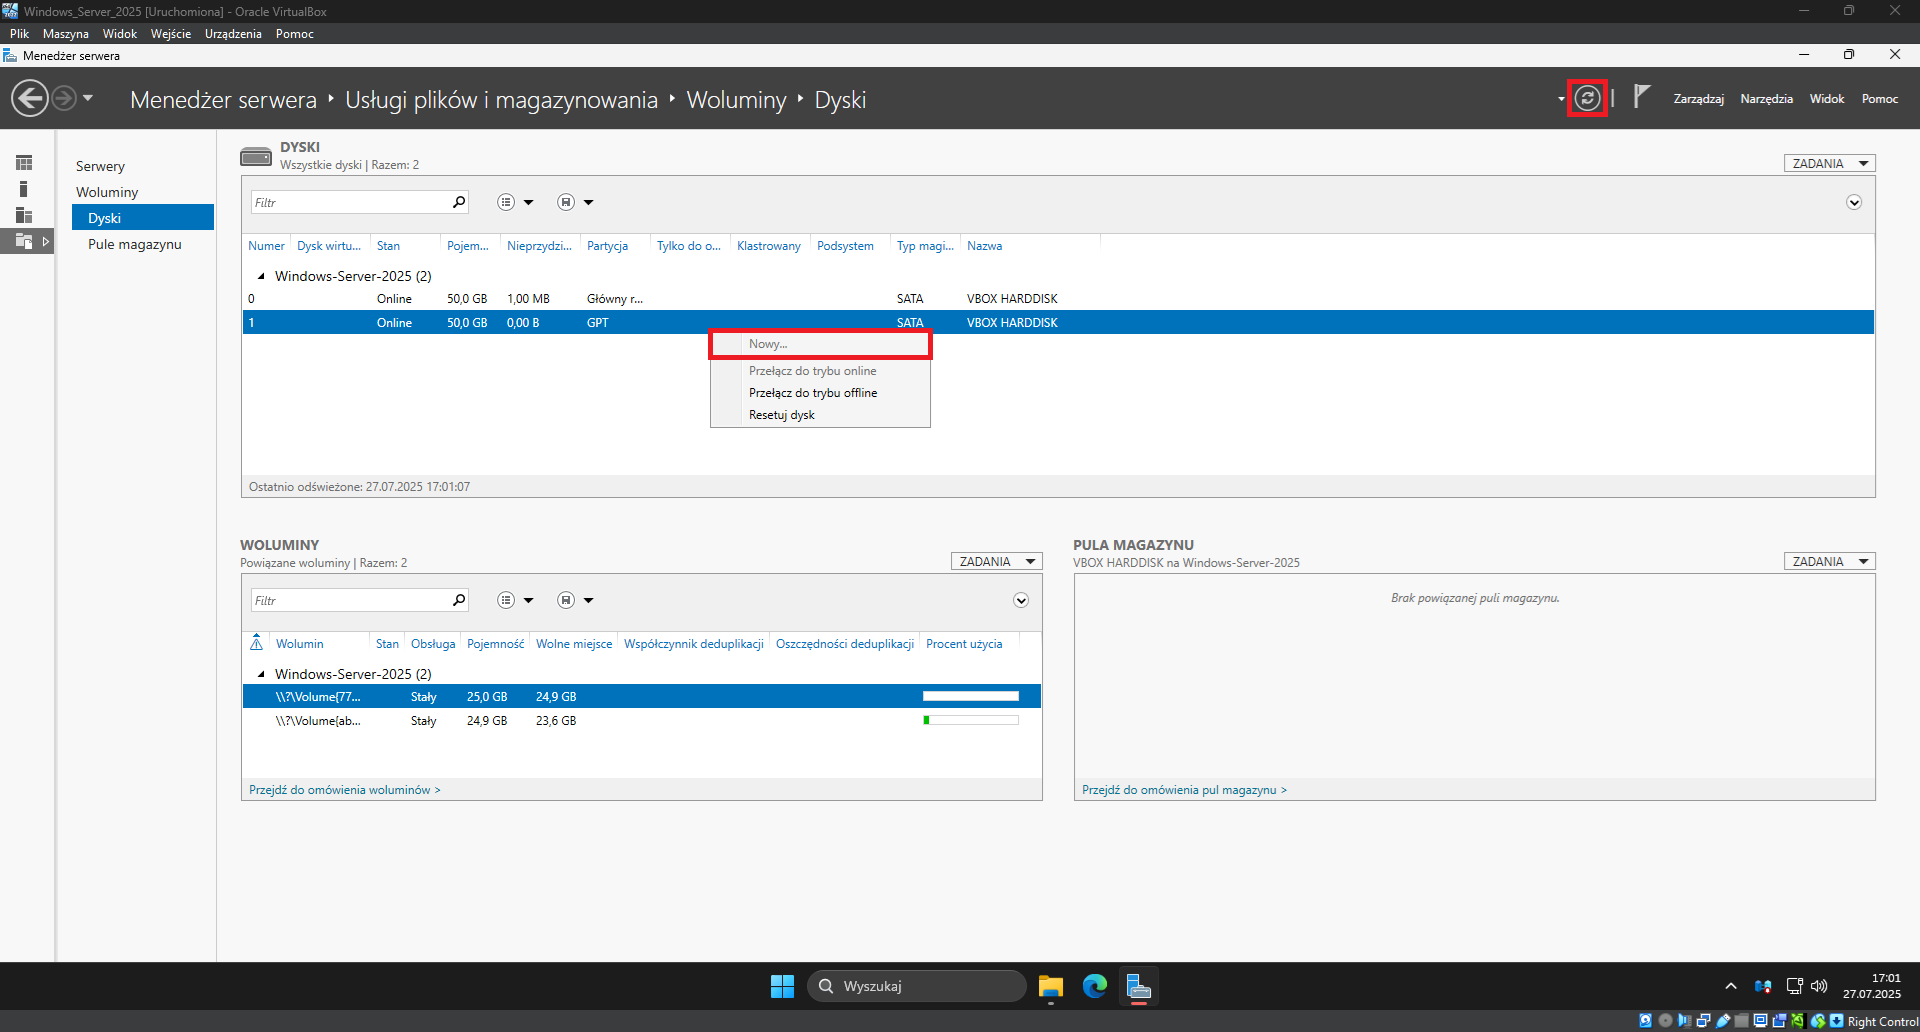 Windows_Server_2025 [Uruchomiona] - Oracle VirtualBox
Plik Maszyna Widok Wejście Urządzenia Pomoc
Menedżer serwera
Menedżer serwera Usługi plików i magazynowania Woluminy Dyski
Zarządzaj Narzędzia Widok Pomoc
Serwery
Woluminy
Dyski
Pule magazynu
DYSKI
Wszystkie dyski | Razem: 2
ZADANIA
Filtr
Numer Dysk wirtu... Stan Pojem... Nieprzydzi... Partycja Tylko do o... Klastrowany Podsystem Typ magi... Nazwa
Windows-Server-2025 (2)
0 Online 50,0 GB 1,00 MB Główny r... SATA VBOX HARDDISK
1 Online 50,0 GB 0,00 B GPT SATA VBOX HARDDISK
Nowy...
Przełącz do trybu online
Przełącz do trybu offline
Resetuj dysk
Ostatnio odświeżone: 27.07.2025 17:01:07
WOLUMINY
Powiązane woluminy | Razem: 2
ZADANIA
Filtr
Wolumin Stan Obsługa Pojemność Wolne miejsce Współczynnik deduplikacji Oszczędności deduplikacji Procent użycia
Windows-Server-2025 (2)
\\?\Volume{77... Stały 25,0 GB 24,9 GB
\\?\Volume{ab... Stały 24,9 GB 23,6 GB
Przejdź do omówienia woluminów >
PULA MAGAZYNU
VBOX HARDDISK na Windows-Server-2025
ZADANIA
Brak powiązanej puli magazynu.
Przejdź do omówienia pul magazynu >
Wyszukaj
17:01
27.07.2025
Right Control